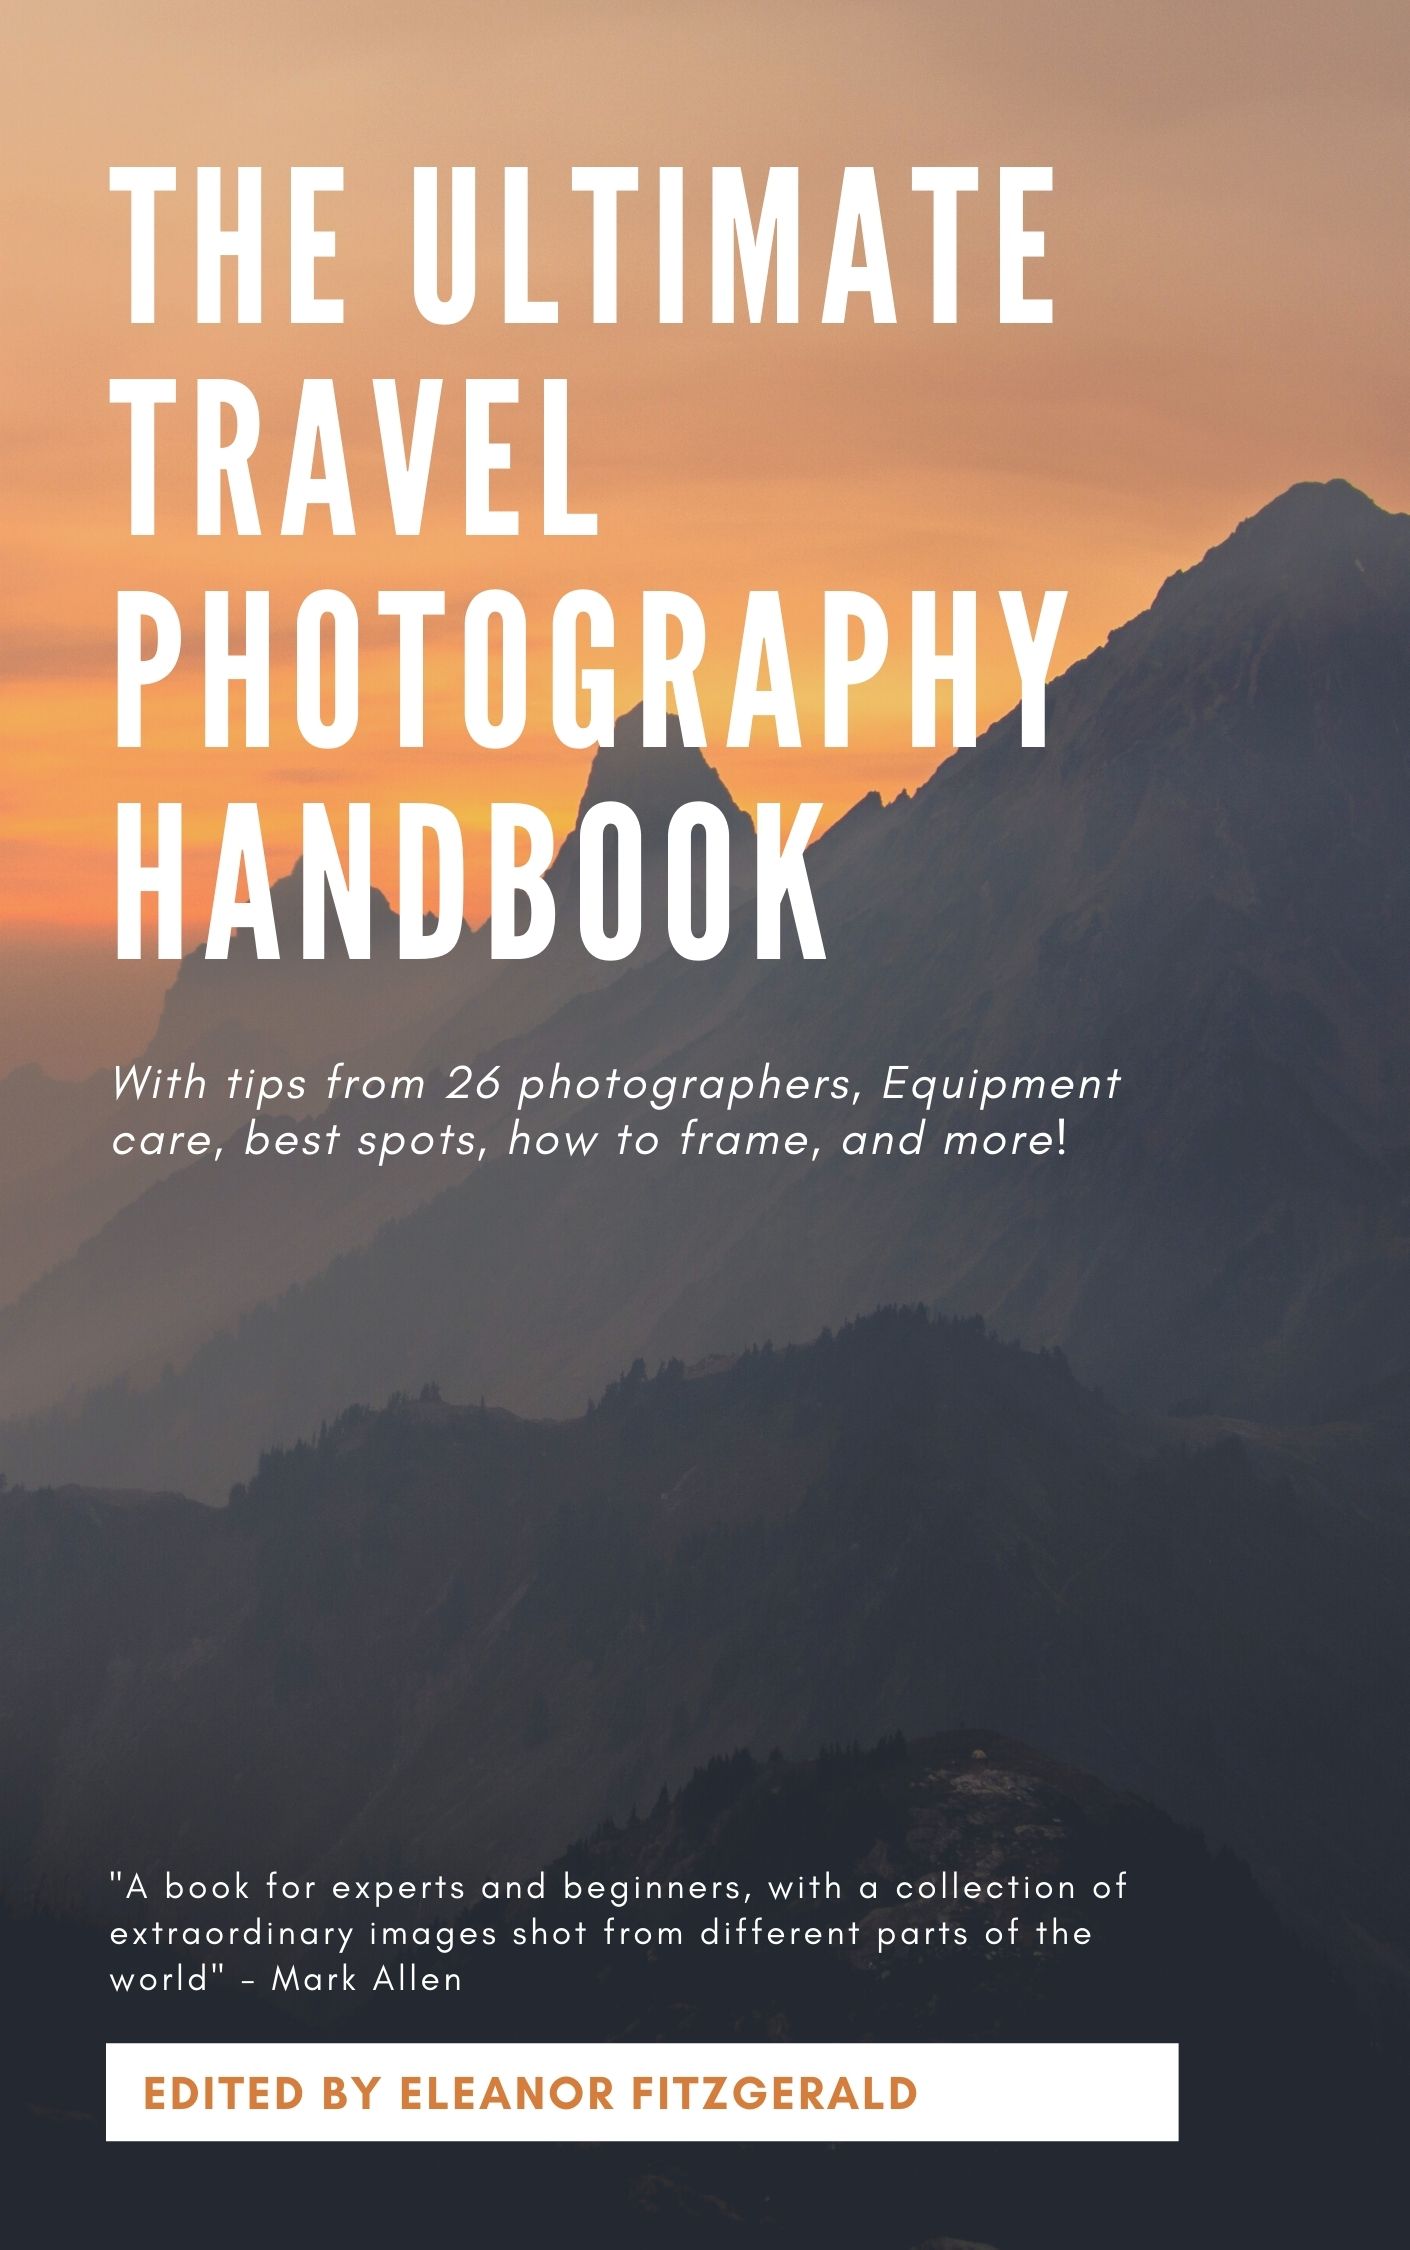 THE ULTIMATE
TRAVEL
PHOTOGRAPHY
HANDBOOK
With tips from 26 photographers, Equipment
care, best spots, how to frame, and more!
"A book for experts and beginners, with a collection of
extraordinary images shot from different parts of the
world" - Mark Allen
EDITED BY ELEANOR FITZGERALD